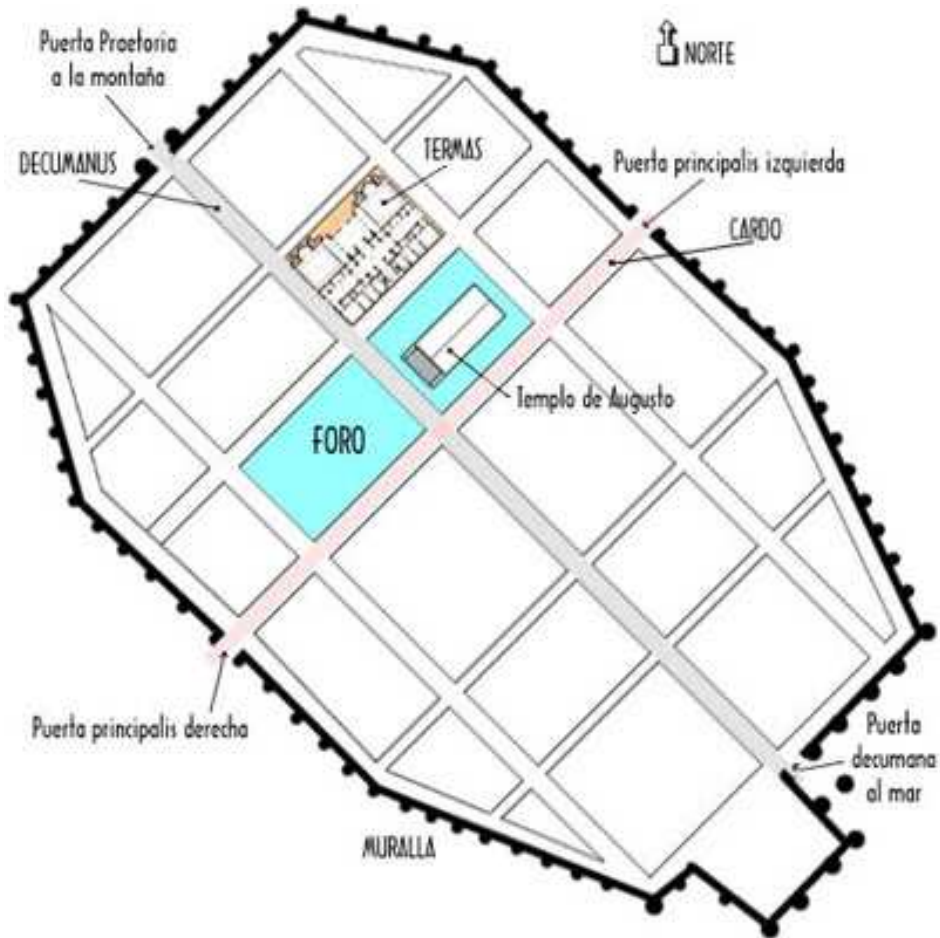 Puerta Praetoria
a la montaña
NORTE
DECUMANUS
TERMAS
Puerta principalis izquierda
CARDO
Templo de Augusto
FORO
Puerta principalis derecha
Puerta
decumana
al mar
MURALLA